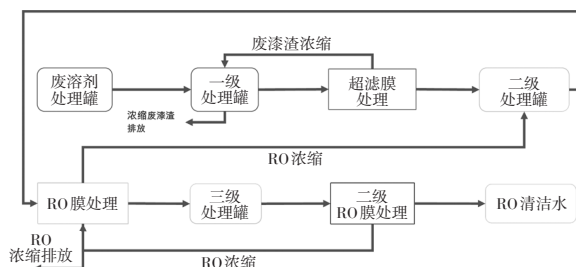 废漆渣浓缩
废溶剂
处理罐
一级
处理罐
超滤膜
处理
二级
处理罐
浓缩废漆渣
排放
RO浓缩
RO膜处理
三级
处理罐
二级
RO膜处理
RO清洁水
RO
浓缩排放
RO浓缩